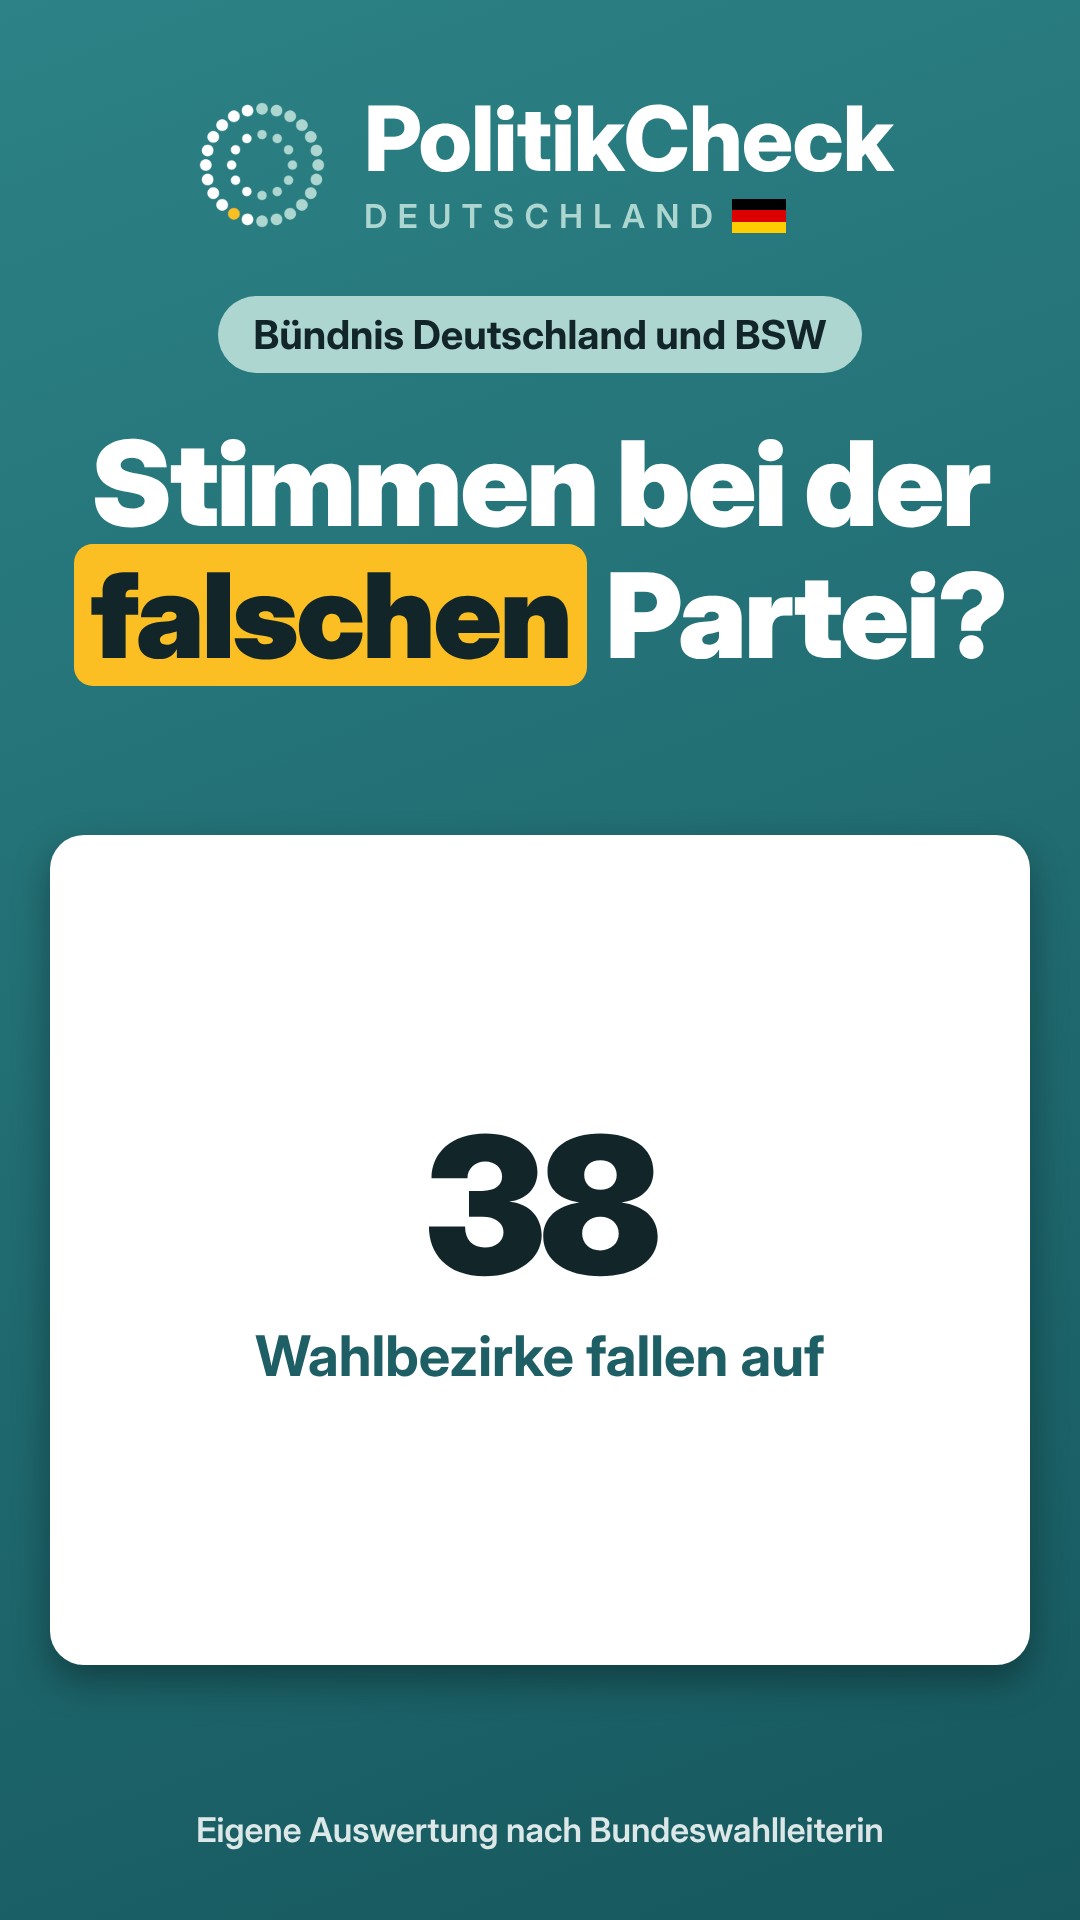 PolitikCheck
DEUTSCHLAND
Bündnis Deutschland und BSW
Stimmen bei der
falschen Partei?
38
Wahlbezirke fallen auf
Eigene Auswertung nach Bundeswahlleiterin